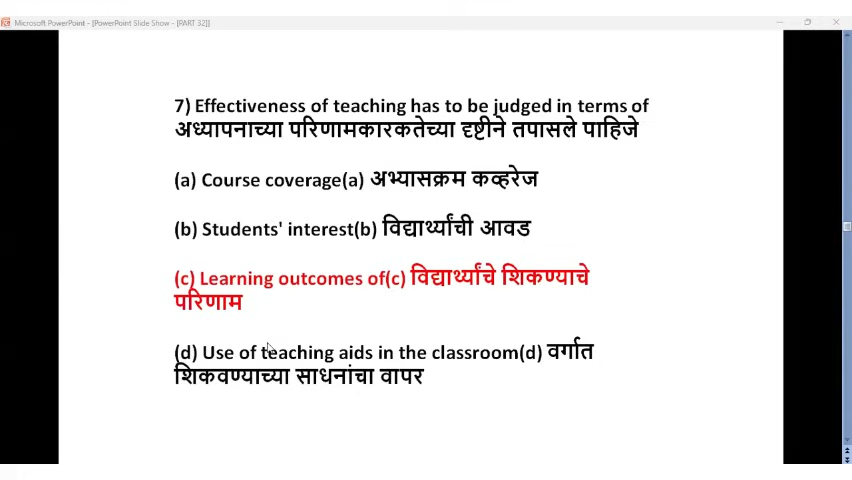 Microsoft PowerPoint - [PowerPoint Slide Show - [PART 32]]
7) Effectiveness of teaching has to be judged in terms of
अध्यापनाच्या परिणामकारकतेच्या दृष्टीने तपासले पाहिजे
(a) Course coverage(a) अभ्यासक्रम कव्हरेज
(b) Students' interest(b) विद्यार्थ्यांची आवड
(c) Learning outcomes of(c) विद्यार्थ्यांचे शिकण्याचे
परिणाम
(d) Use of teaching aids in the classroom(d) वर्गात
शिकवण्याच्या साधनांचा वापर